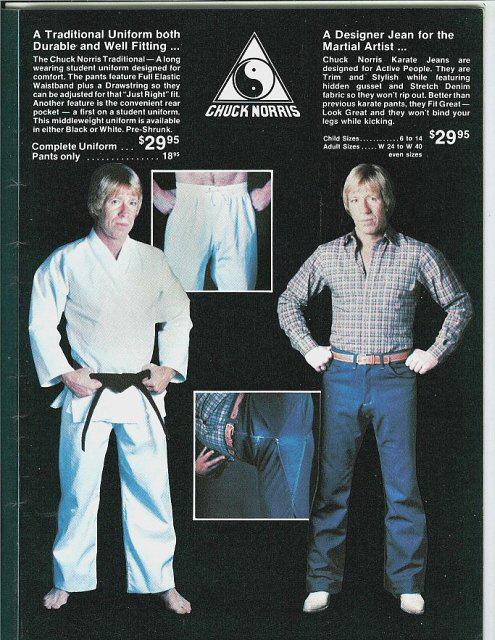 A Traditional Uniform both
Durable and Well Fitting ...
The Chuck Norris Traditional — A long
wearing student uniform designed for
comfort. The pants feature Full Elastic
Waistband plus a Drawstring so they
can be adjusted for that "Just Right" fit.
Another feature is the convenient rear
pocket — a first on a student uniform.
This middleweight uniform is available
in either Black or White. Pre-Shrunk.
Complete Uniform ... $29⁹⁵
Pants only .............. 18⁹⁵
CHUCK NORRIS
A Designer Jean for the
Martial Artist ...
Chuck Norris Karate Jeans are
designed for Active People. They are
Trim and Stylish while featuring
hidden gusset and Stretch Denim
fabric so they won't rip out. Better than
previous karate pants, they Fit Great—
Look Great and they won't bind your
legs while kicking.
Child Sizes............ 6 to 14
Adult Sizes ..... W 24 to W 40
even sizes
$29⁹⁵